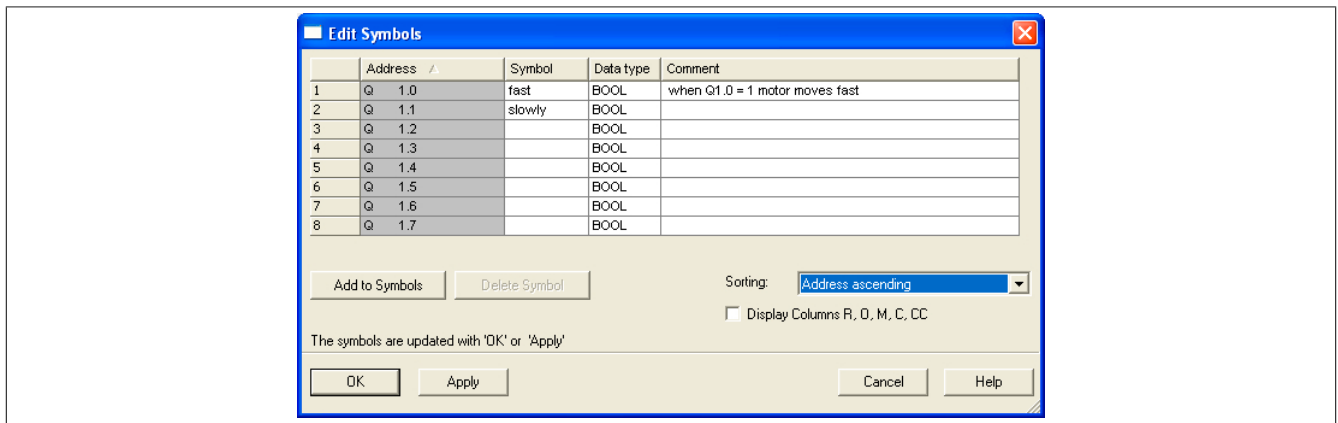 Edit Symbols
Address Symbol Data type Comment
1 Q 1.0 fast BOOL when Q1.0 = 1 motor moves fast
2 Q 1.1 slowly BOOL
3 Q 1.2 BOOL
4 Q 1.3 BOOL
5 Q 1.4 BOOL
6 Q 1.5 BOOL
7 Q 1.6 BOOL
8 Q 1.7 BOOL
Add to Symbols Delete Symbol Sorting: Address ascending
Display Columns R, O, M, C, CC
The symbols are updated with 'OK' or 'Apply'
OK Apply Cancel Help